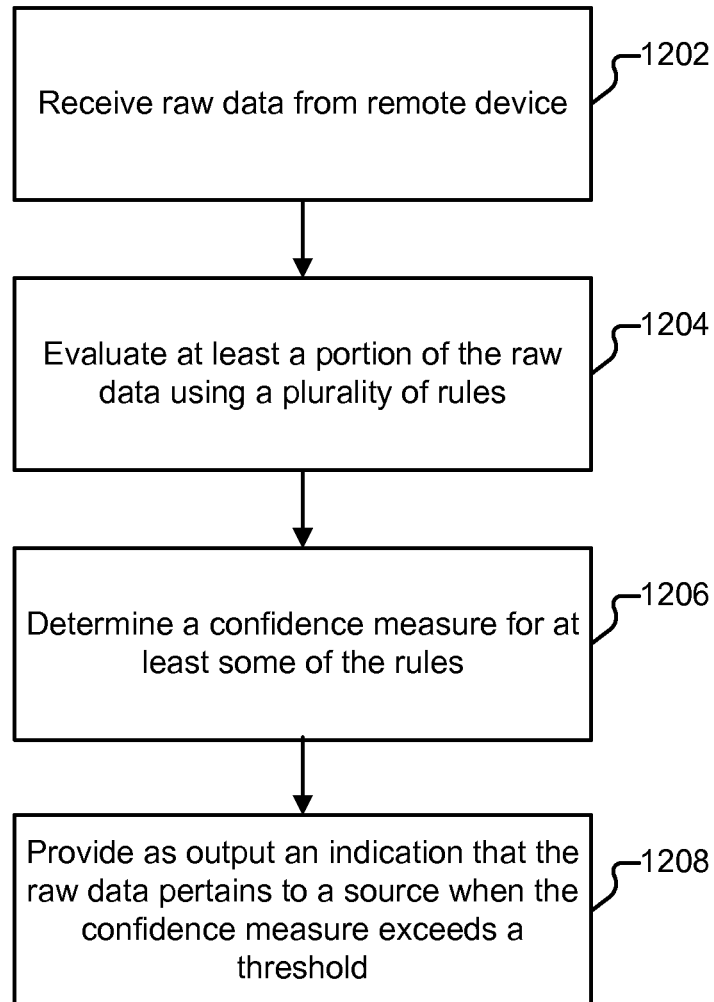 1202
Receive raw data from remote device
1204
Evaluate at least a portion of the raw
data using a plurality of rules
1206
Determine a confidence measure for at
least some of the rules
1208
Provide as output an indication that the
raw data pertains to a source when the
confidence measure exceeds a
threshold